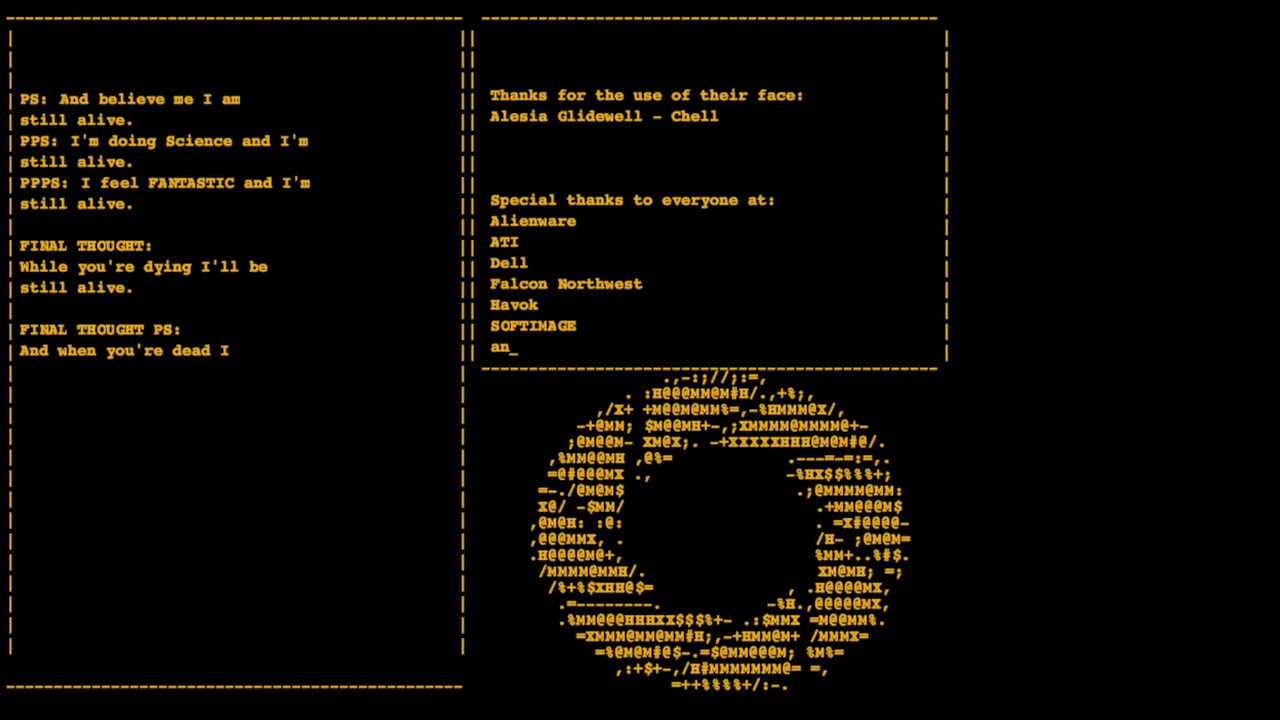 PS: And believe me I am
still alive.
PPS: I'm doing Science and I'm
still alive.
PPPS: I feel FANTASTIC and I'm
still alive.
FINAL THOUGHT:
While you're dying I'll be
still alive.
FINAL THOUGHT PS:
And when you're dead I
Thanks for the use of their face:
Alesia Glidewell - Chell
Special thanks to everyone at:
Alienware
ATI
Dell
Falcon Northwest
Havok
SOFTIMAGE
an_